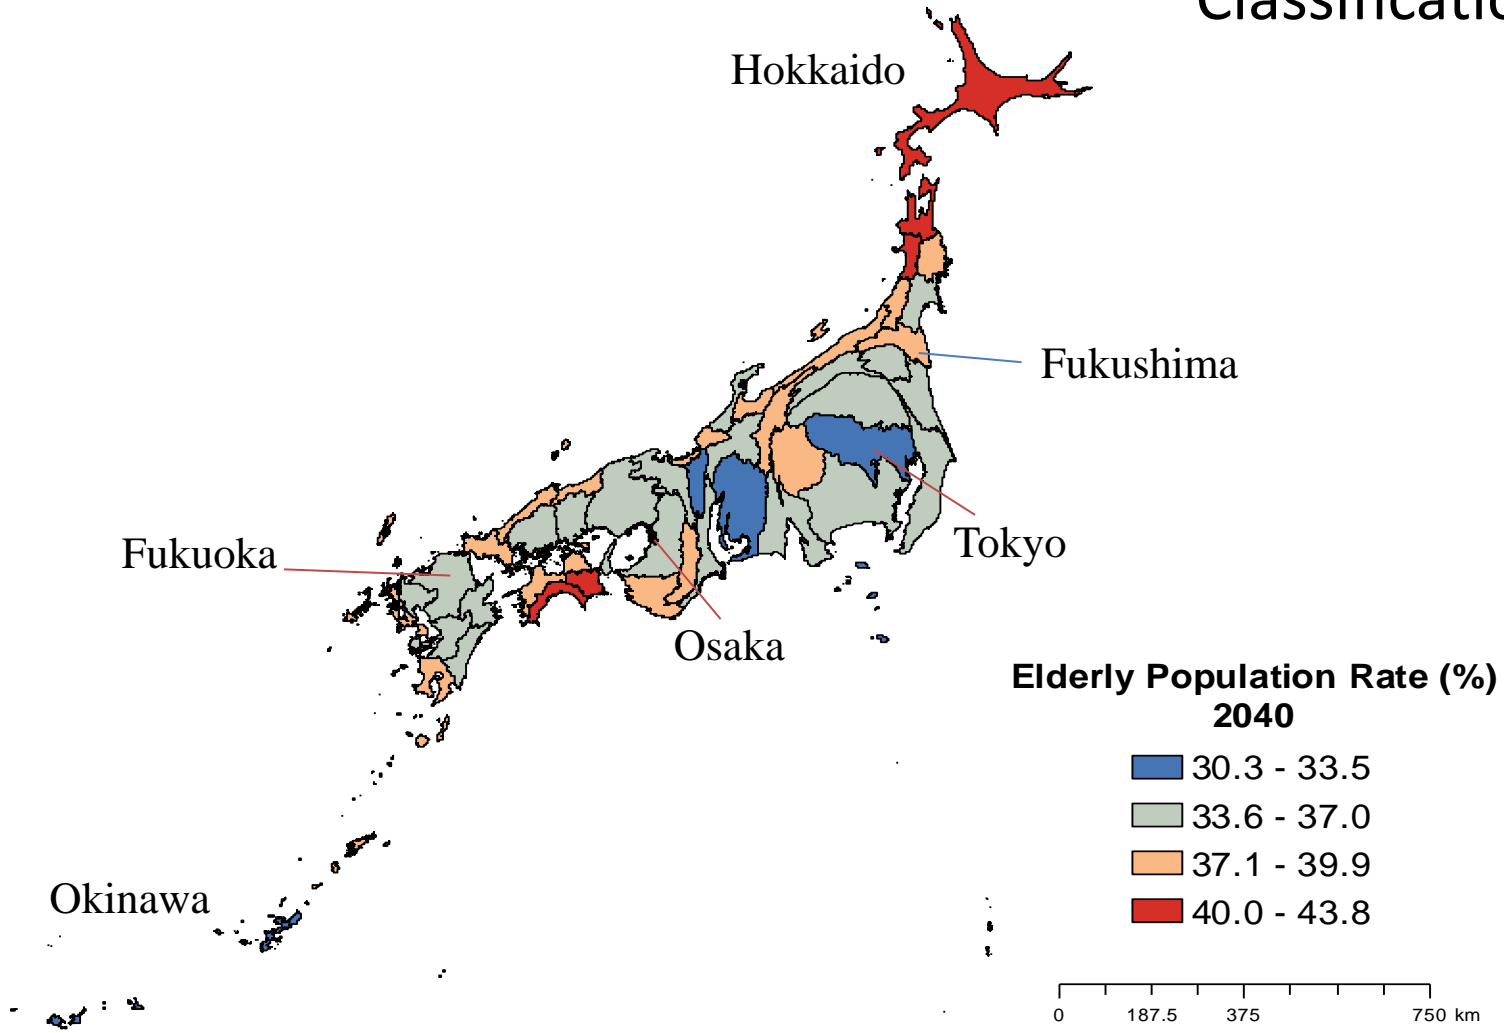 Classificatio
Hokkaido
Fukushima
Tokyo
Fukuoka
Osaka
Okinawa
Elderly Population Rate (%)
2040
30.3 - 33.5
33.6 - 37.0
37.1 - 39.9
40.0 - 43.8
0 187.5 375 750 km